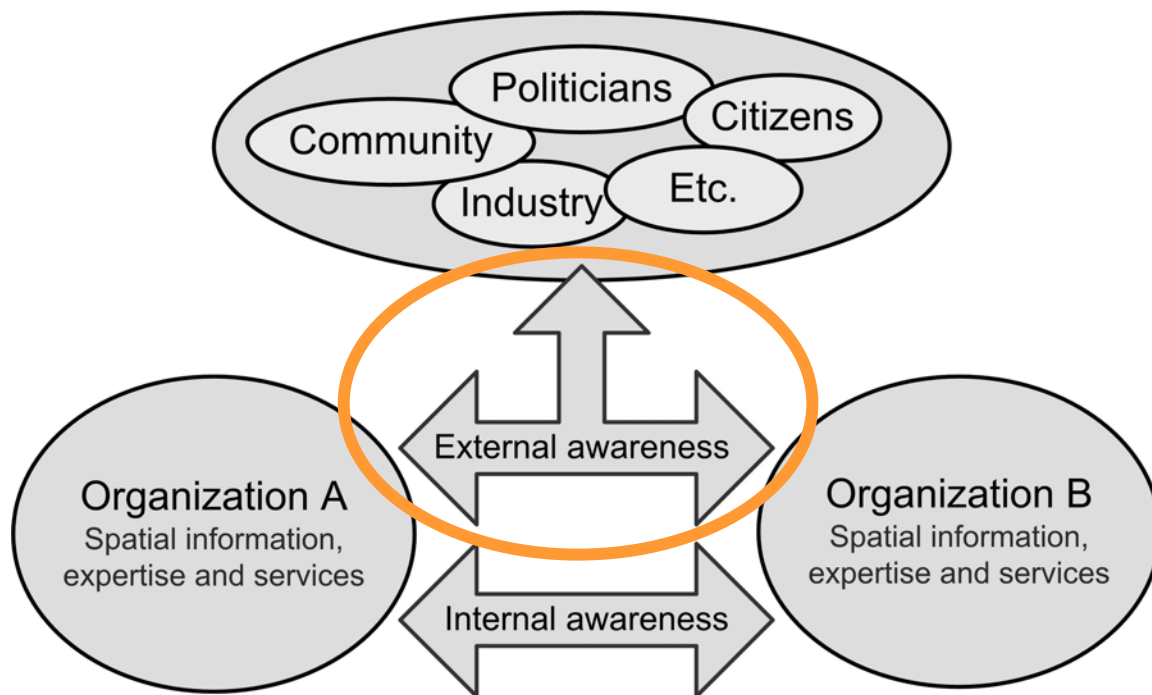 Politicians
Citizens
Community
Industry
Etc.
External awareness
Organization A
Spatial information,
expertise and services
Organization B
Spatial information,
expertise and services
Internal awareness